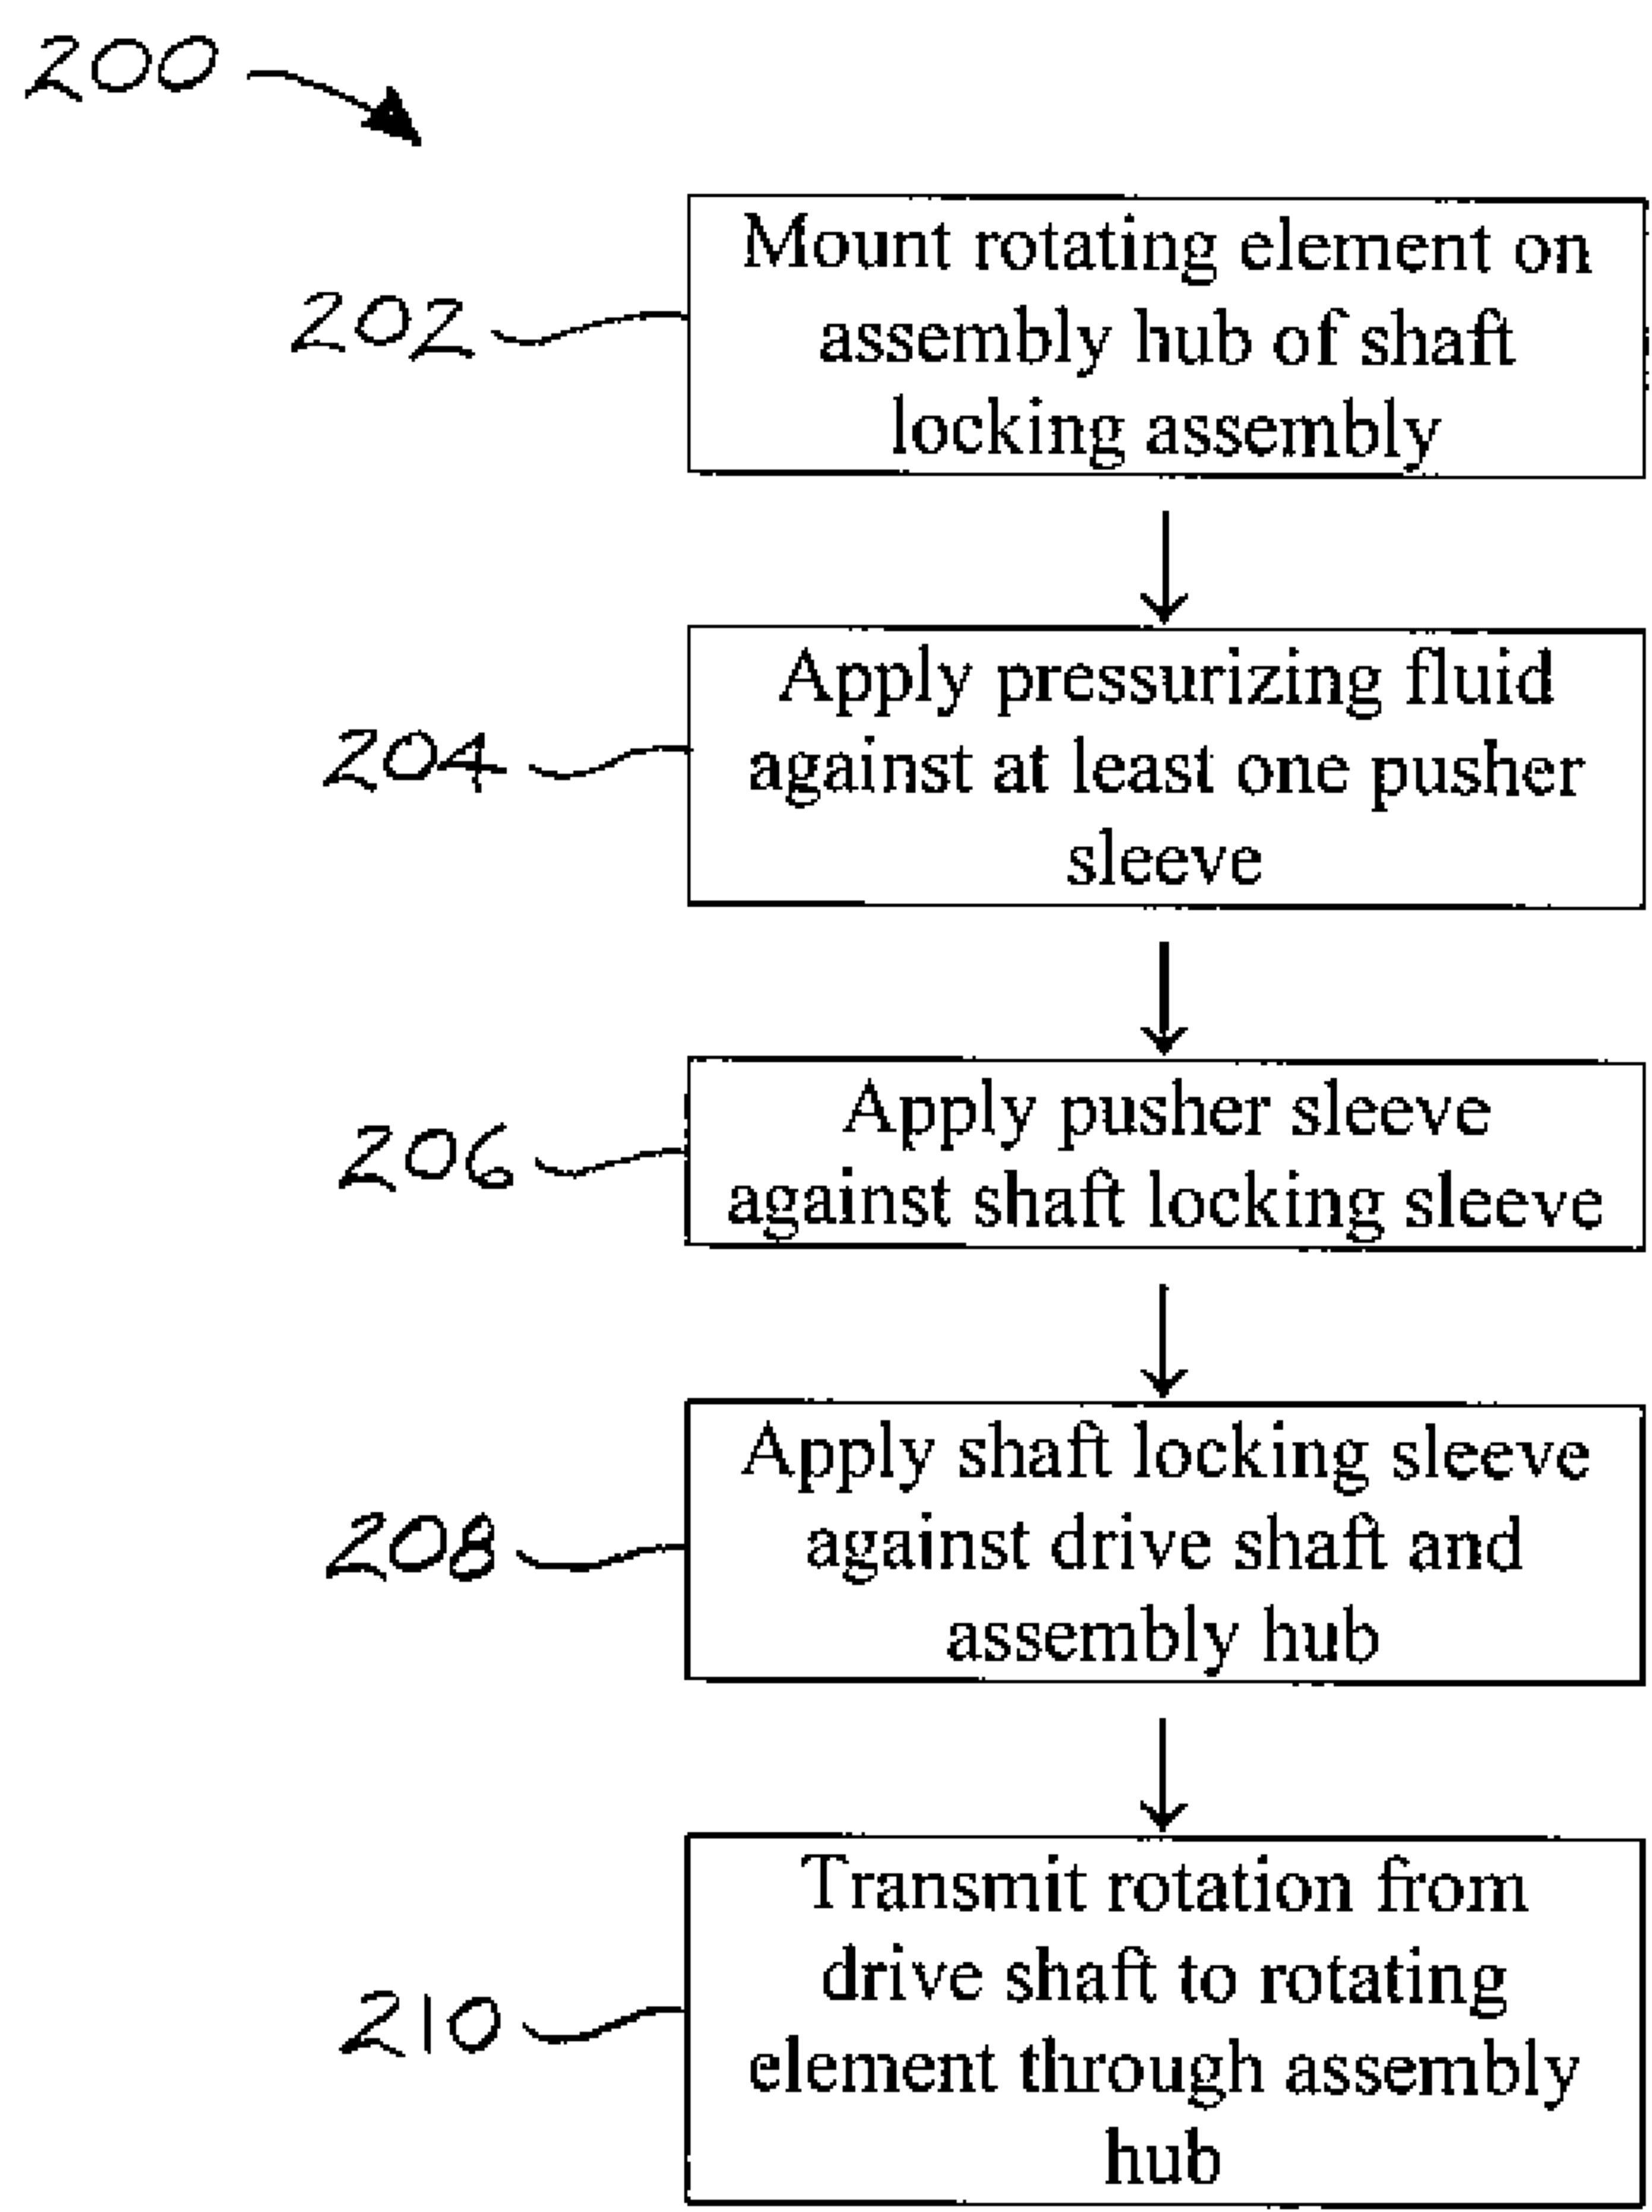 200
202
Mount rotating element on
assembly hub of shaft
locking assembly
204
Apply pressurizing fluid
against at least one pusher
sleeve
206
Apply pusher sleeve
against shaft locking sleeve
208
Apply shaft locking sleeve
against drive shaft and
assembly hub
210
Transmit rotation from
drive shaft to rotating
element through assembly
hub